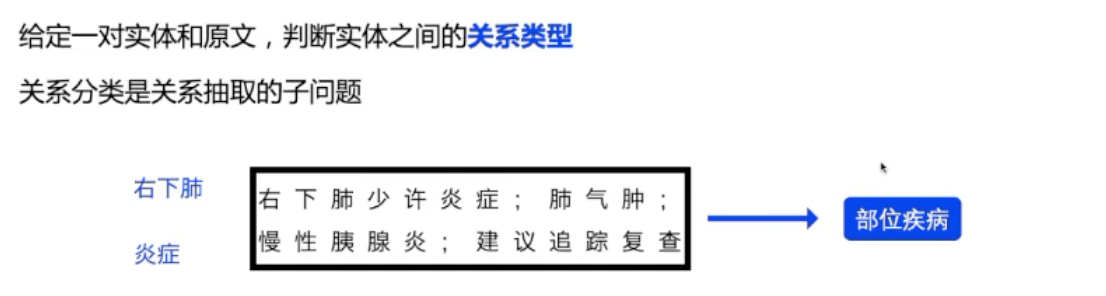 给定一对实体和原文，判断实体之间的关系类型
关系分类是关系抽取的子问题
右下肺
炎症
右下肺少许炎症；肺气肿；
慢性胰腺炎；建议追踪复查
部位疾病